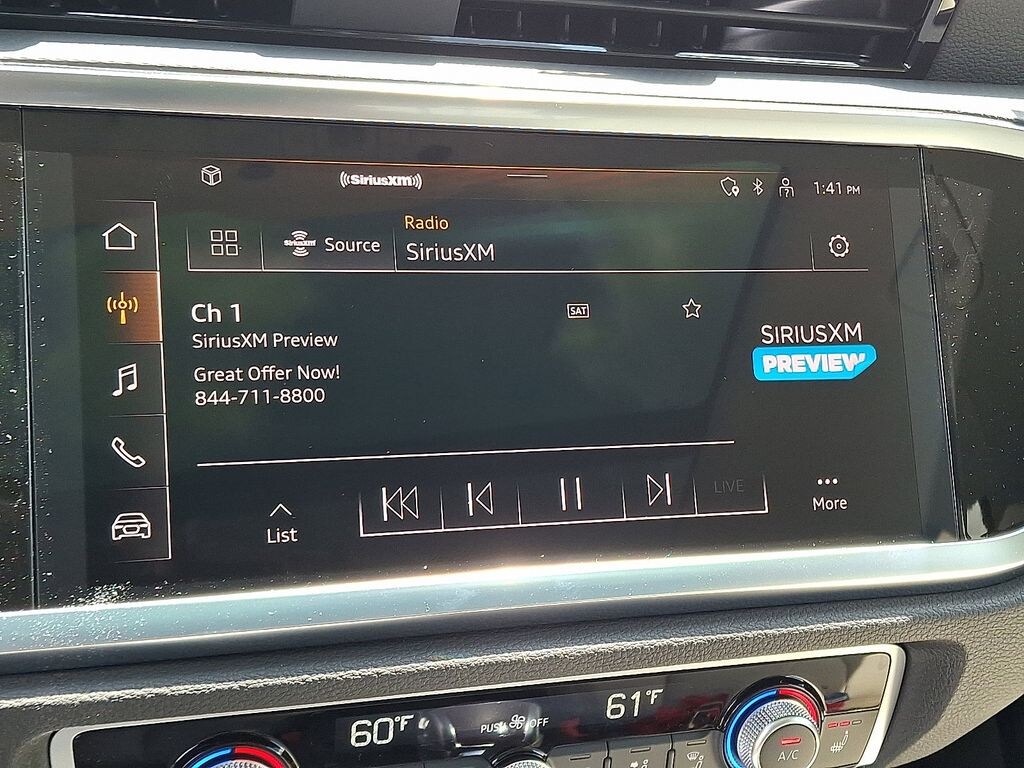 SiriusXM
1:41 PM
Radio
SiriusXM Source
SiriusXM
Ch 1
SAT
SiriusXM Preview
Great Offer Now!
844-711-8800
SIRIUSXM
PREVIEW
LIVE
List
More
60°F
PUSH OFF
61°F
A/C